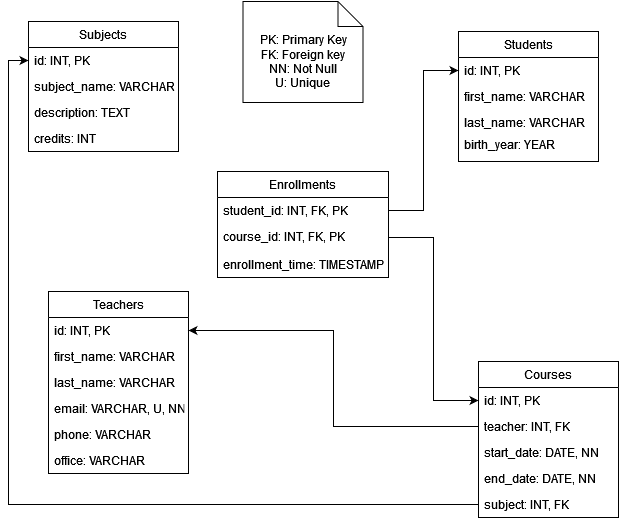 Subjects
id: INT, PK
subject_name: VARCHAR
description: TEXT
credits: INT
PK: Primary Key
FK: Foreign key
NN: Not Null
U: Unique
Students
id: INT, PK
first_name: VARCHAR
last_name: VARCHAR
birth_year: YEAR
Enrollments
student_id: INT, FK, PK
course_id: INT, FK, PK
enrollment_time: TIMESTAMP
Teachers
id: INT, PK
first_name: VARCHAR
last_name: VARCHAR
email: VARCHAR, U, NN
phone: VARCHAR
office: VARCHAR
Courses
id: INT, PK
teacher: INT, FK
start_date: DATE, NN
end_date: DATE, NN
subject: INT, FK